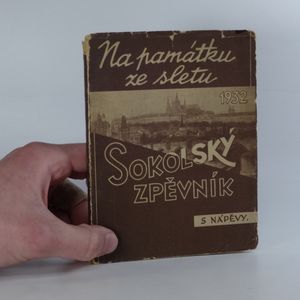 Na památku
ze sletu
1932
SOKOLSKÝ
ZPĚVNÍK
S NÁPĚVY.